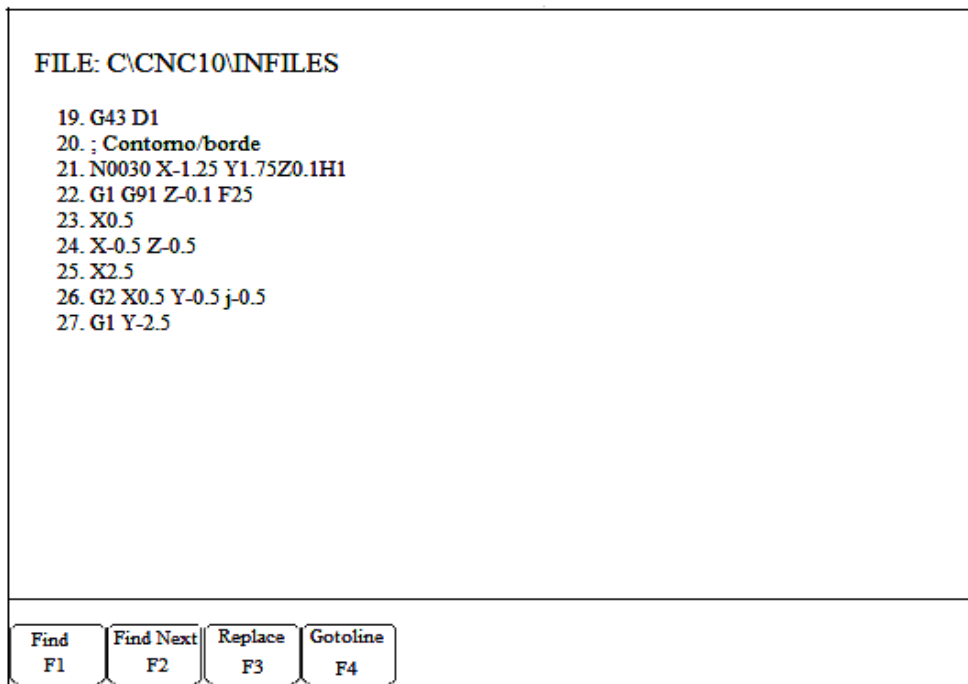 FILE: C\CNC10\INFILES
19. G43 D1
20. ; Contorno/borde
21. N0030 X-1.25 Y1.75Z0.1H1
22. G1 G91 Z-0.1 F25
23. X0.5
24. X-0.5 Z-0.5
25. X2.5
26. G2 X0.5 Y-0.5 j-0.5
27. G1 Y-2.5
Find Find Next Replace Gotoline
F1 F2 F3 F4